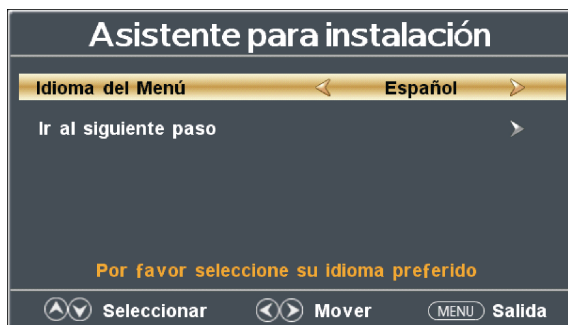 Asistente para instalación
Idioma del Menú Español
Ir al siguiente paso
Por favor seleccione su idioma preferido
Seleccionar Mover MENU Salida